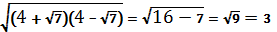 √(4 + √7)(4 − √7) = √16 − 7 = √9 = 3